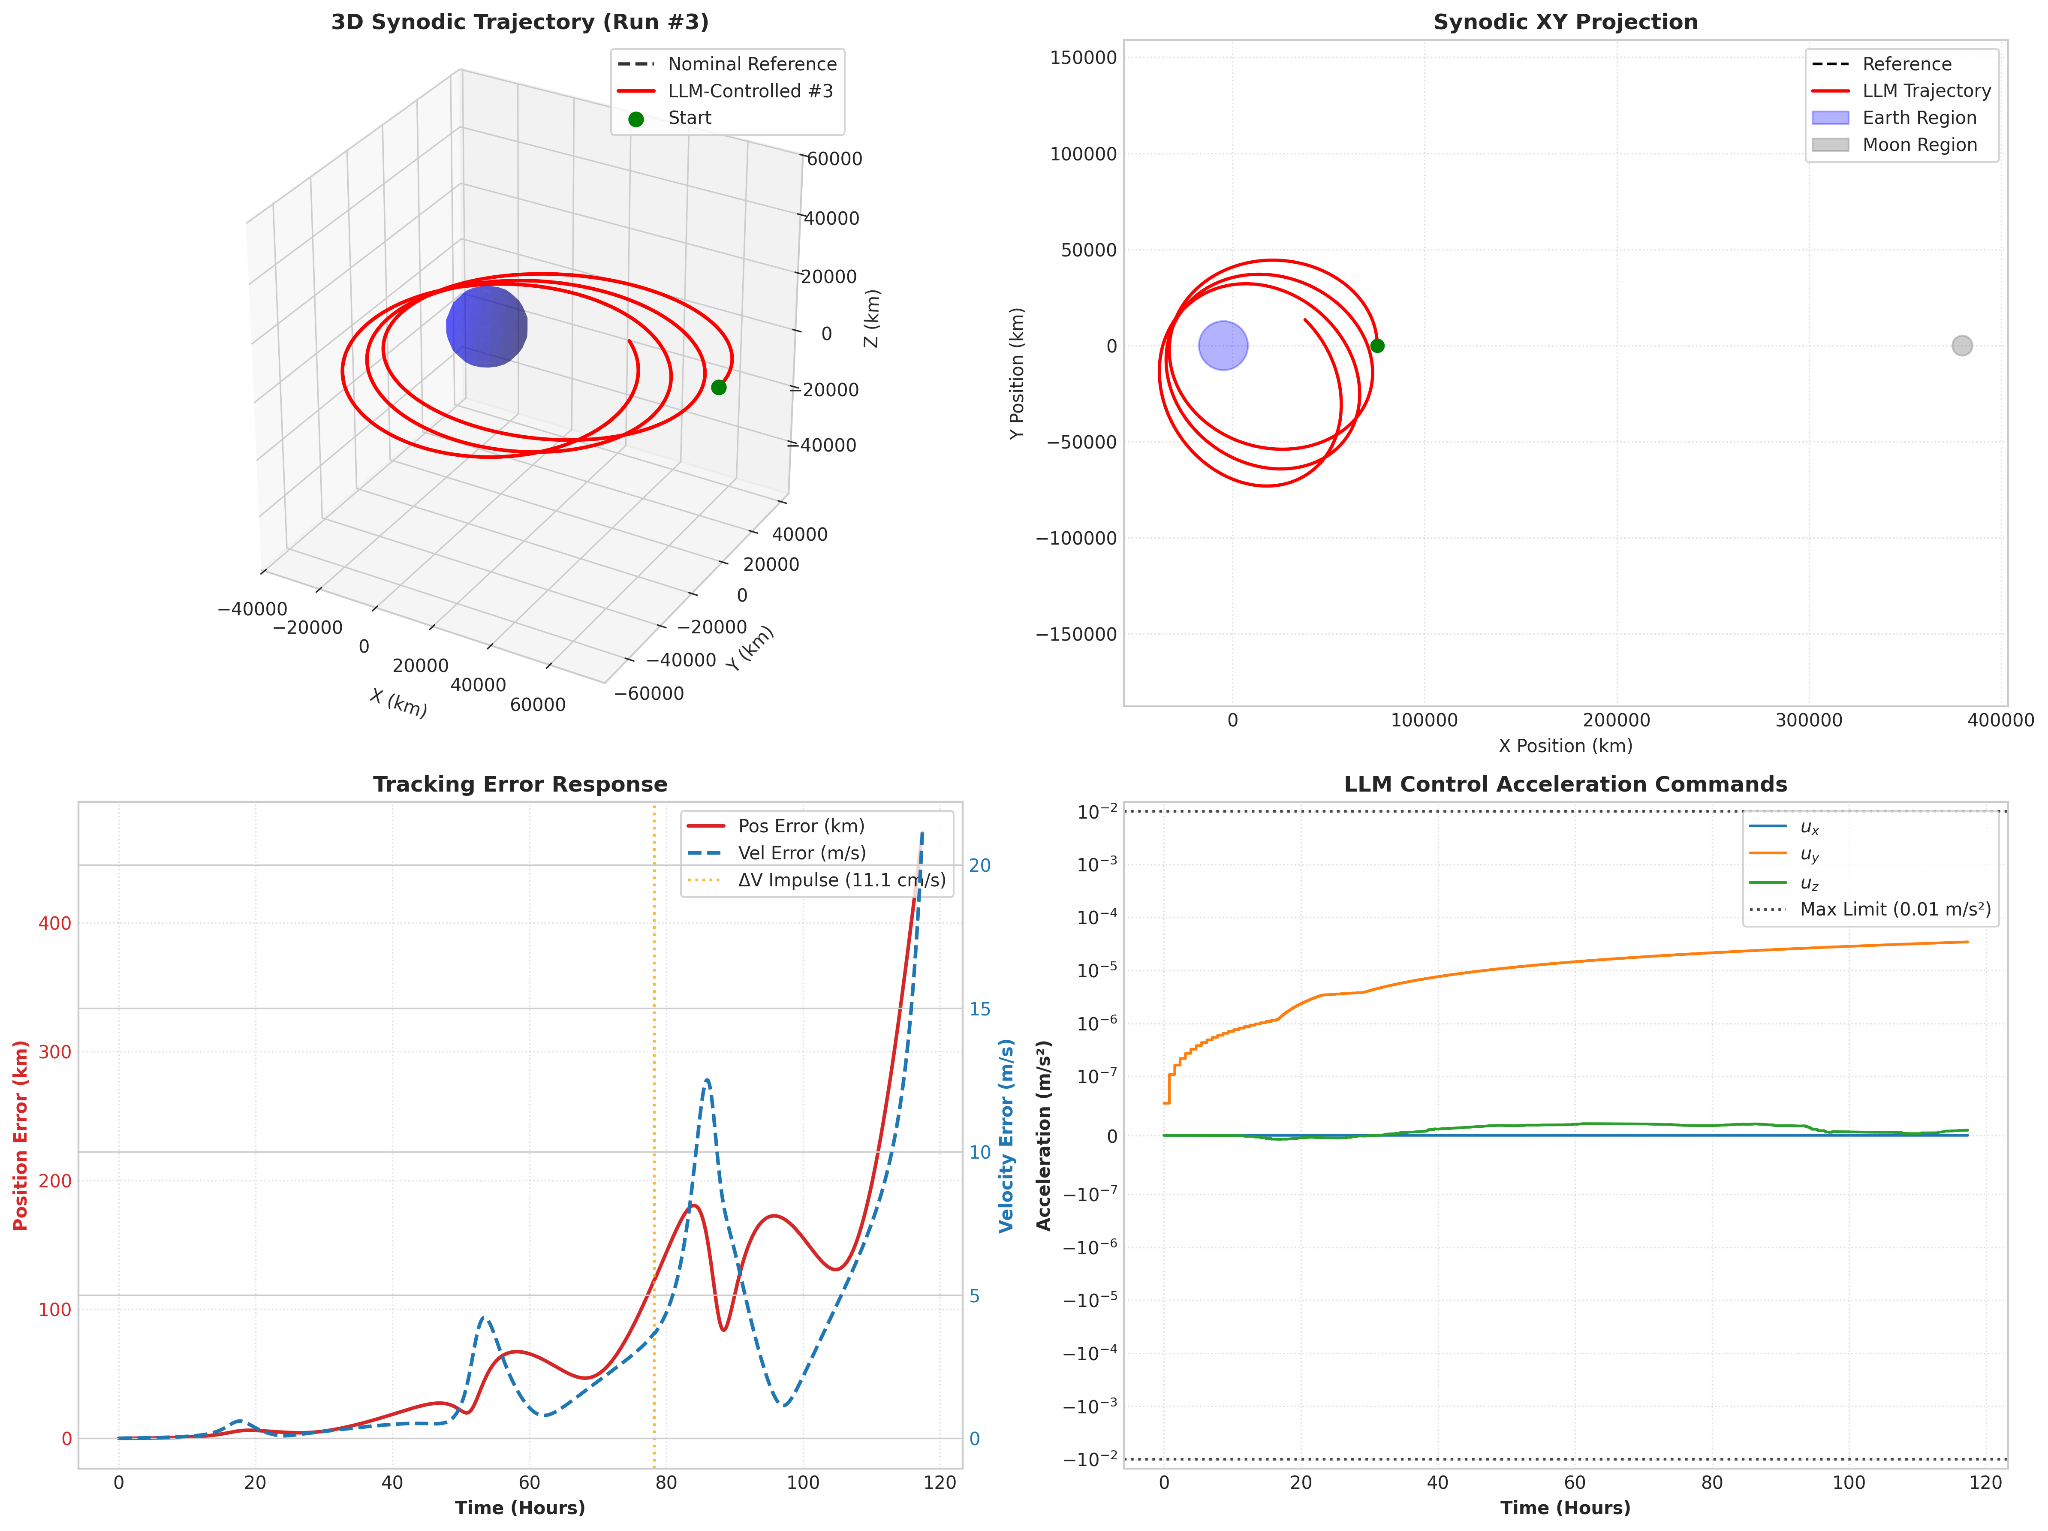 3D Synodic Trajectory (Run #3)
Nominal Reference
LLM-Controlled #3
Start
60000
40000
20000
0
−20000
−40000
Z (km)
40000
20000
0
−20000
−40000
−60000
Y (km)
−40000
−20000
0
20000
40000
60000
X (km)
Synodic XY Projection
Reference
LLM Trajectory
Earth Region
Moon Region
150000
100000
50000
0
−50000
−100000
−150000
Y Position (km)
0 100000 200000 300000 400000
X Position (km)
Tracking Error Response
Pos Error (km)
Vel Error (m/s)
ΔV Impulse (11.1 cm/s)
400
300
200
100
0
Position Error (km)
20
15
10
5
0
Velocity Error (m/s)
0 20 40 60 80 100 120
Time (Hours)
LLM Control Acceleration Commands
u_x
u_y
u_z
Max Limit (0.01 m/s²)
10⁻²
10⁻³
10⁻⁴
10⁻⁵
10⁻⁶
10⁻⁷
0
−10⁻⁷
−10⁻⁶
−10⁻⁵
−10⁻⁴
−10⁻³
−10⁻²
Acceleration (m/s²)
0 20 40 60 80 100 120
Time (Hours)